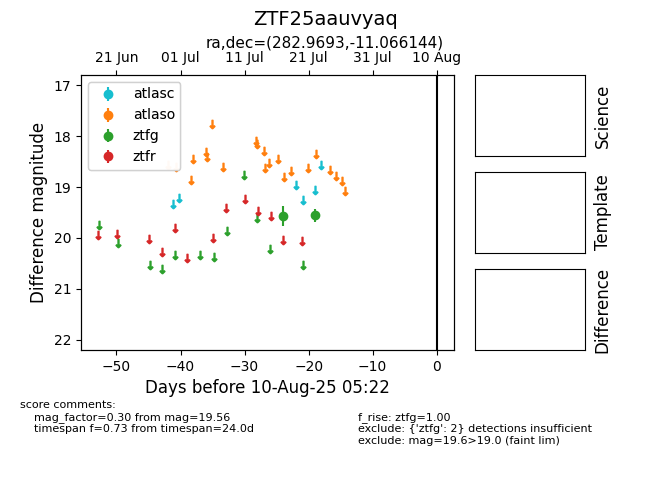 ZTF25aauvyaq
ra,dec=(282.9693,-11.066144)
21 Jun 01 Jul 11 Jul 21 Jul 31 Jul 10 Aug
atlasc
atlaso
ztfg
ztfr
17
18
19
20
21
22
Difference magnitude
−50 −40 −30 −20 −10 0
Days before 10-Aug-25 05:22
Science
Template
Difference
score comments:
mag_factor=0.30 from mag=19.56
timespan f=0.73 from timespan=24.0d
f_rise: ztfg=1.00
exclude: {'ztfg': 2} detections insufficient
exclude: mag=19.6>19.0 (faint lim)